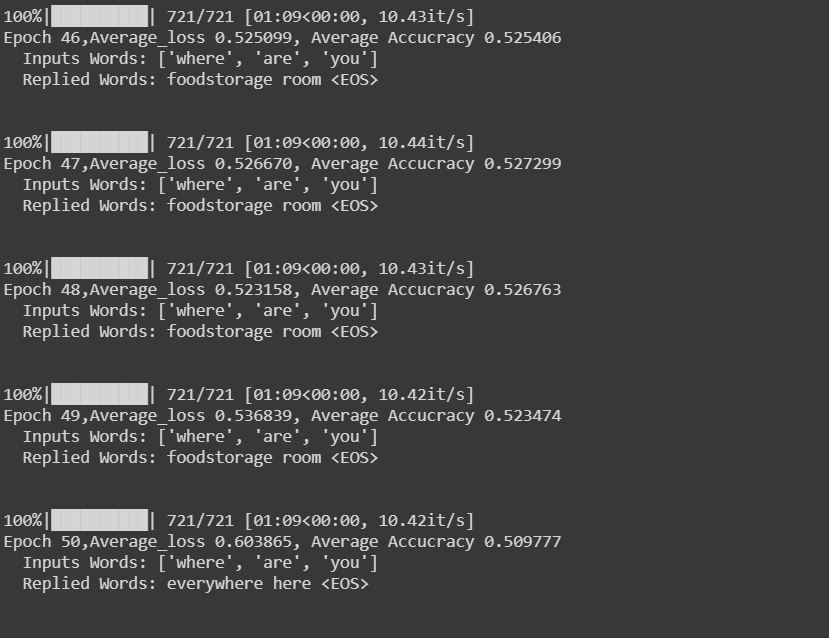 100%|██████████| 721/721 [01:09<00:00, 10.43it/s]
Epoch 46,Average_loss 0.525099, Average Accucracy 0.525406
Inputs Words: ['where', 'are', 'you']
Replied Words: foodstorage room <EOS>
100%|██████████| 721/721 [01:09<00:00, 10.44it/s]
Epoch 47,Average_loss 0.526670, Average Accucracy 0.527299
Inputs Words: ['where', 'are', 'you']
Replied Words: foodstorage room <EOS>
100%|██████████| 721/721 [01:09<00:00, 10.43it/s]
Epoch 48,Average_loss 0.523158, Average Accucracy 0.526763
Inputs Words: ['where', 'are', 'you']
Replied Words: foodstorage room <EOS>
100%|██████████| 721/721 [01:09<00:00, 10.42it/s]
Epoch 49,Average_loss 0.536839, Average Accucracy 0.523474
Inputs Words: ['where', 'are', 'you']
Replied Words: foodstorage room <EOS>
100%|██████████| 721/721 [01:09<00:00, 10.42it/s]
Epoch 50,Average_loss 0.603865, Average Accucracy 0.509777
Inputs Words: ['where', 'are', 'you']
Replied Words: everywhere here <EOS>